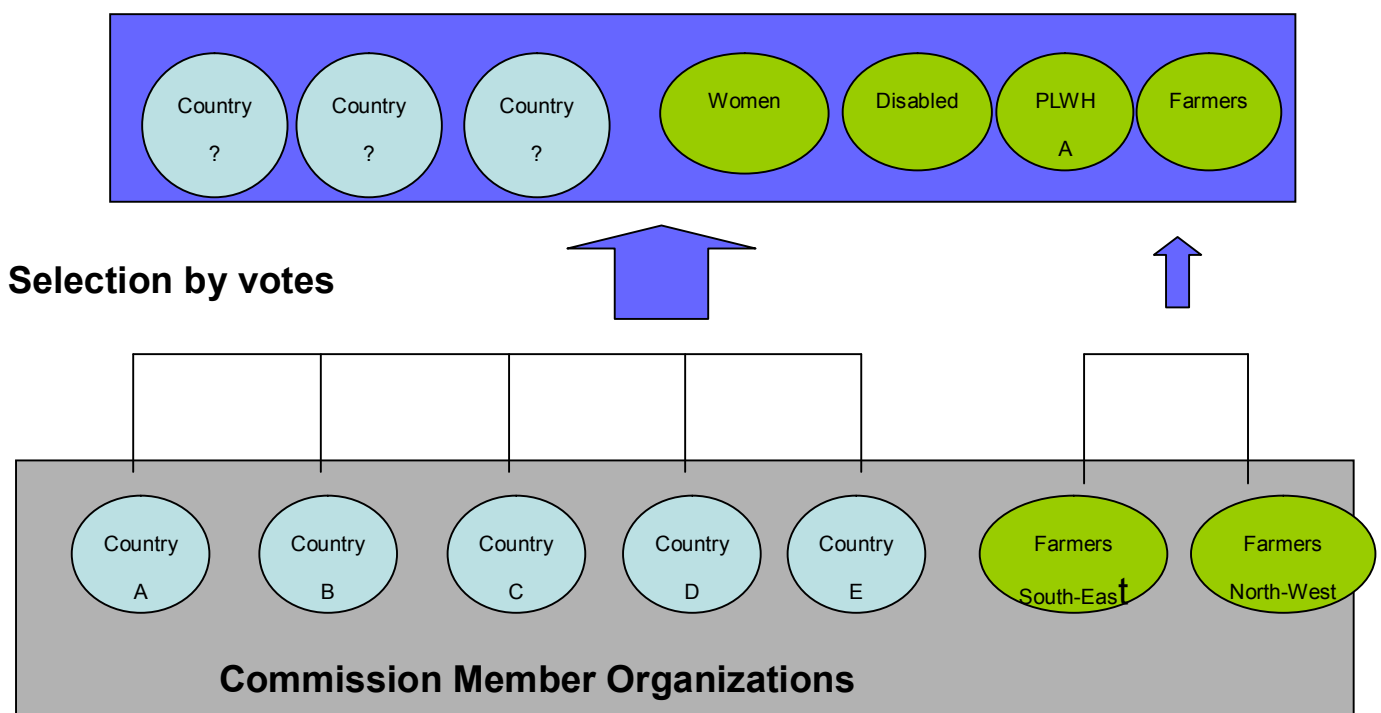 Country
?
Country
?
Country
?
Women
Disabled
PLWH
A
Farmers
Selection by votes
Country
A
Country
B
Country
C
Country
D
Country
E
Farmers
South-East
Farmers
North-West
Commission Member Organizations